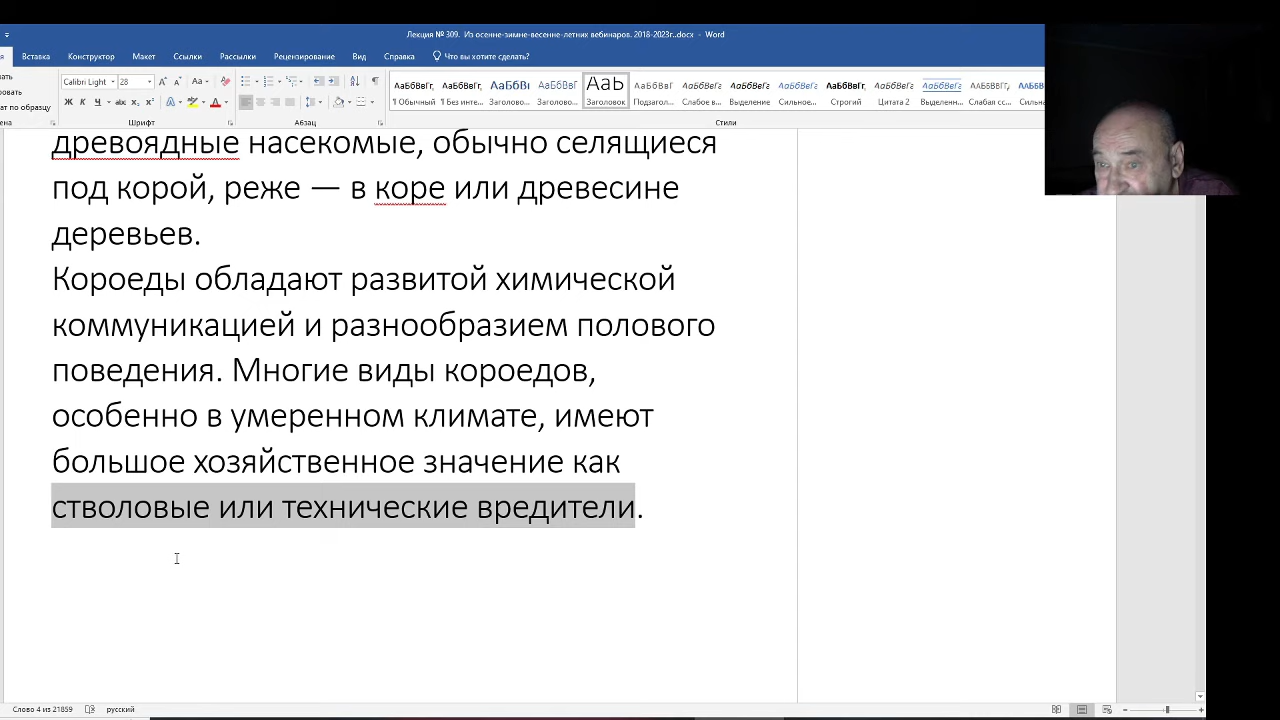 Лекция № 309. Из осенне-зимне-весенне-летних вебинаров. 2018-2023г..docx - Word
Вставка Конструктор Макет Ссылки Рассылки Рецензирование Вид Справка Что вы хотите сделать?
Calibri Light 28
АаБбВвГг, АаБбВвГг, АаБбВı АаБбВвГ АаЬ АаБбВвГ АаБбВвГг АаБбВвГг АаБбВвГг АаБбВвГг АаБбВвГг АаБбВвГг АаБбВвГг
¶ Обычный ¶ Без инте... Заголово... Заголово... Заголовок Подзагол... Слабое в... Выделение Сильное... Строгий Цитата 2 Выделенн... Слабая сс...
Шрифт Абзац Стили
древоядные насекомые, обычно селящиеся
под корой, реже — в коре или древесине
деревьев.
Короеды обладают развитой химической
коммуникацией и разнообразием полового
поведения. Многие виды короедов,
особенно в умеренном климате, имеют
большое хозяйственное значение как
стволовые или технические вредители.
Слово 4 из 21859 русский